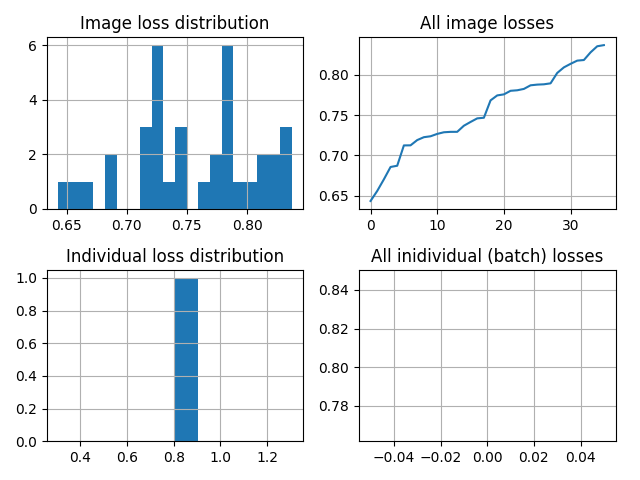 Image loss distribution
6
4
2
0
0.65 0.70 0.75 0.80
All image losses
0.80
0.75
0.70
0.65
0 10 20 30
Individual loss distribution
1.0
0.8
0.6
0.4
0.2
0.0
0.4 0.6 0.8 1.0 1.2
All inidividual (batch) losses
0.84
0.82
0.80
0.78
−0.04 −0.02 0.00 0.02 0.04